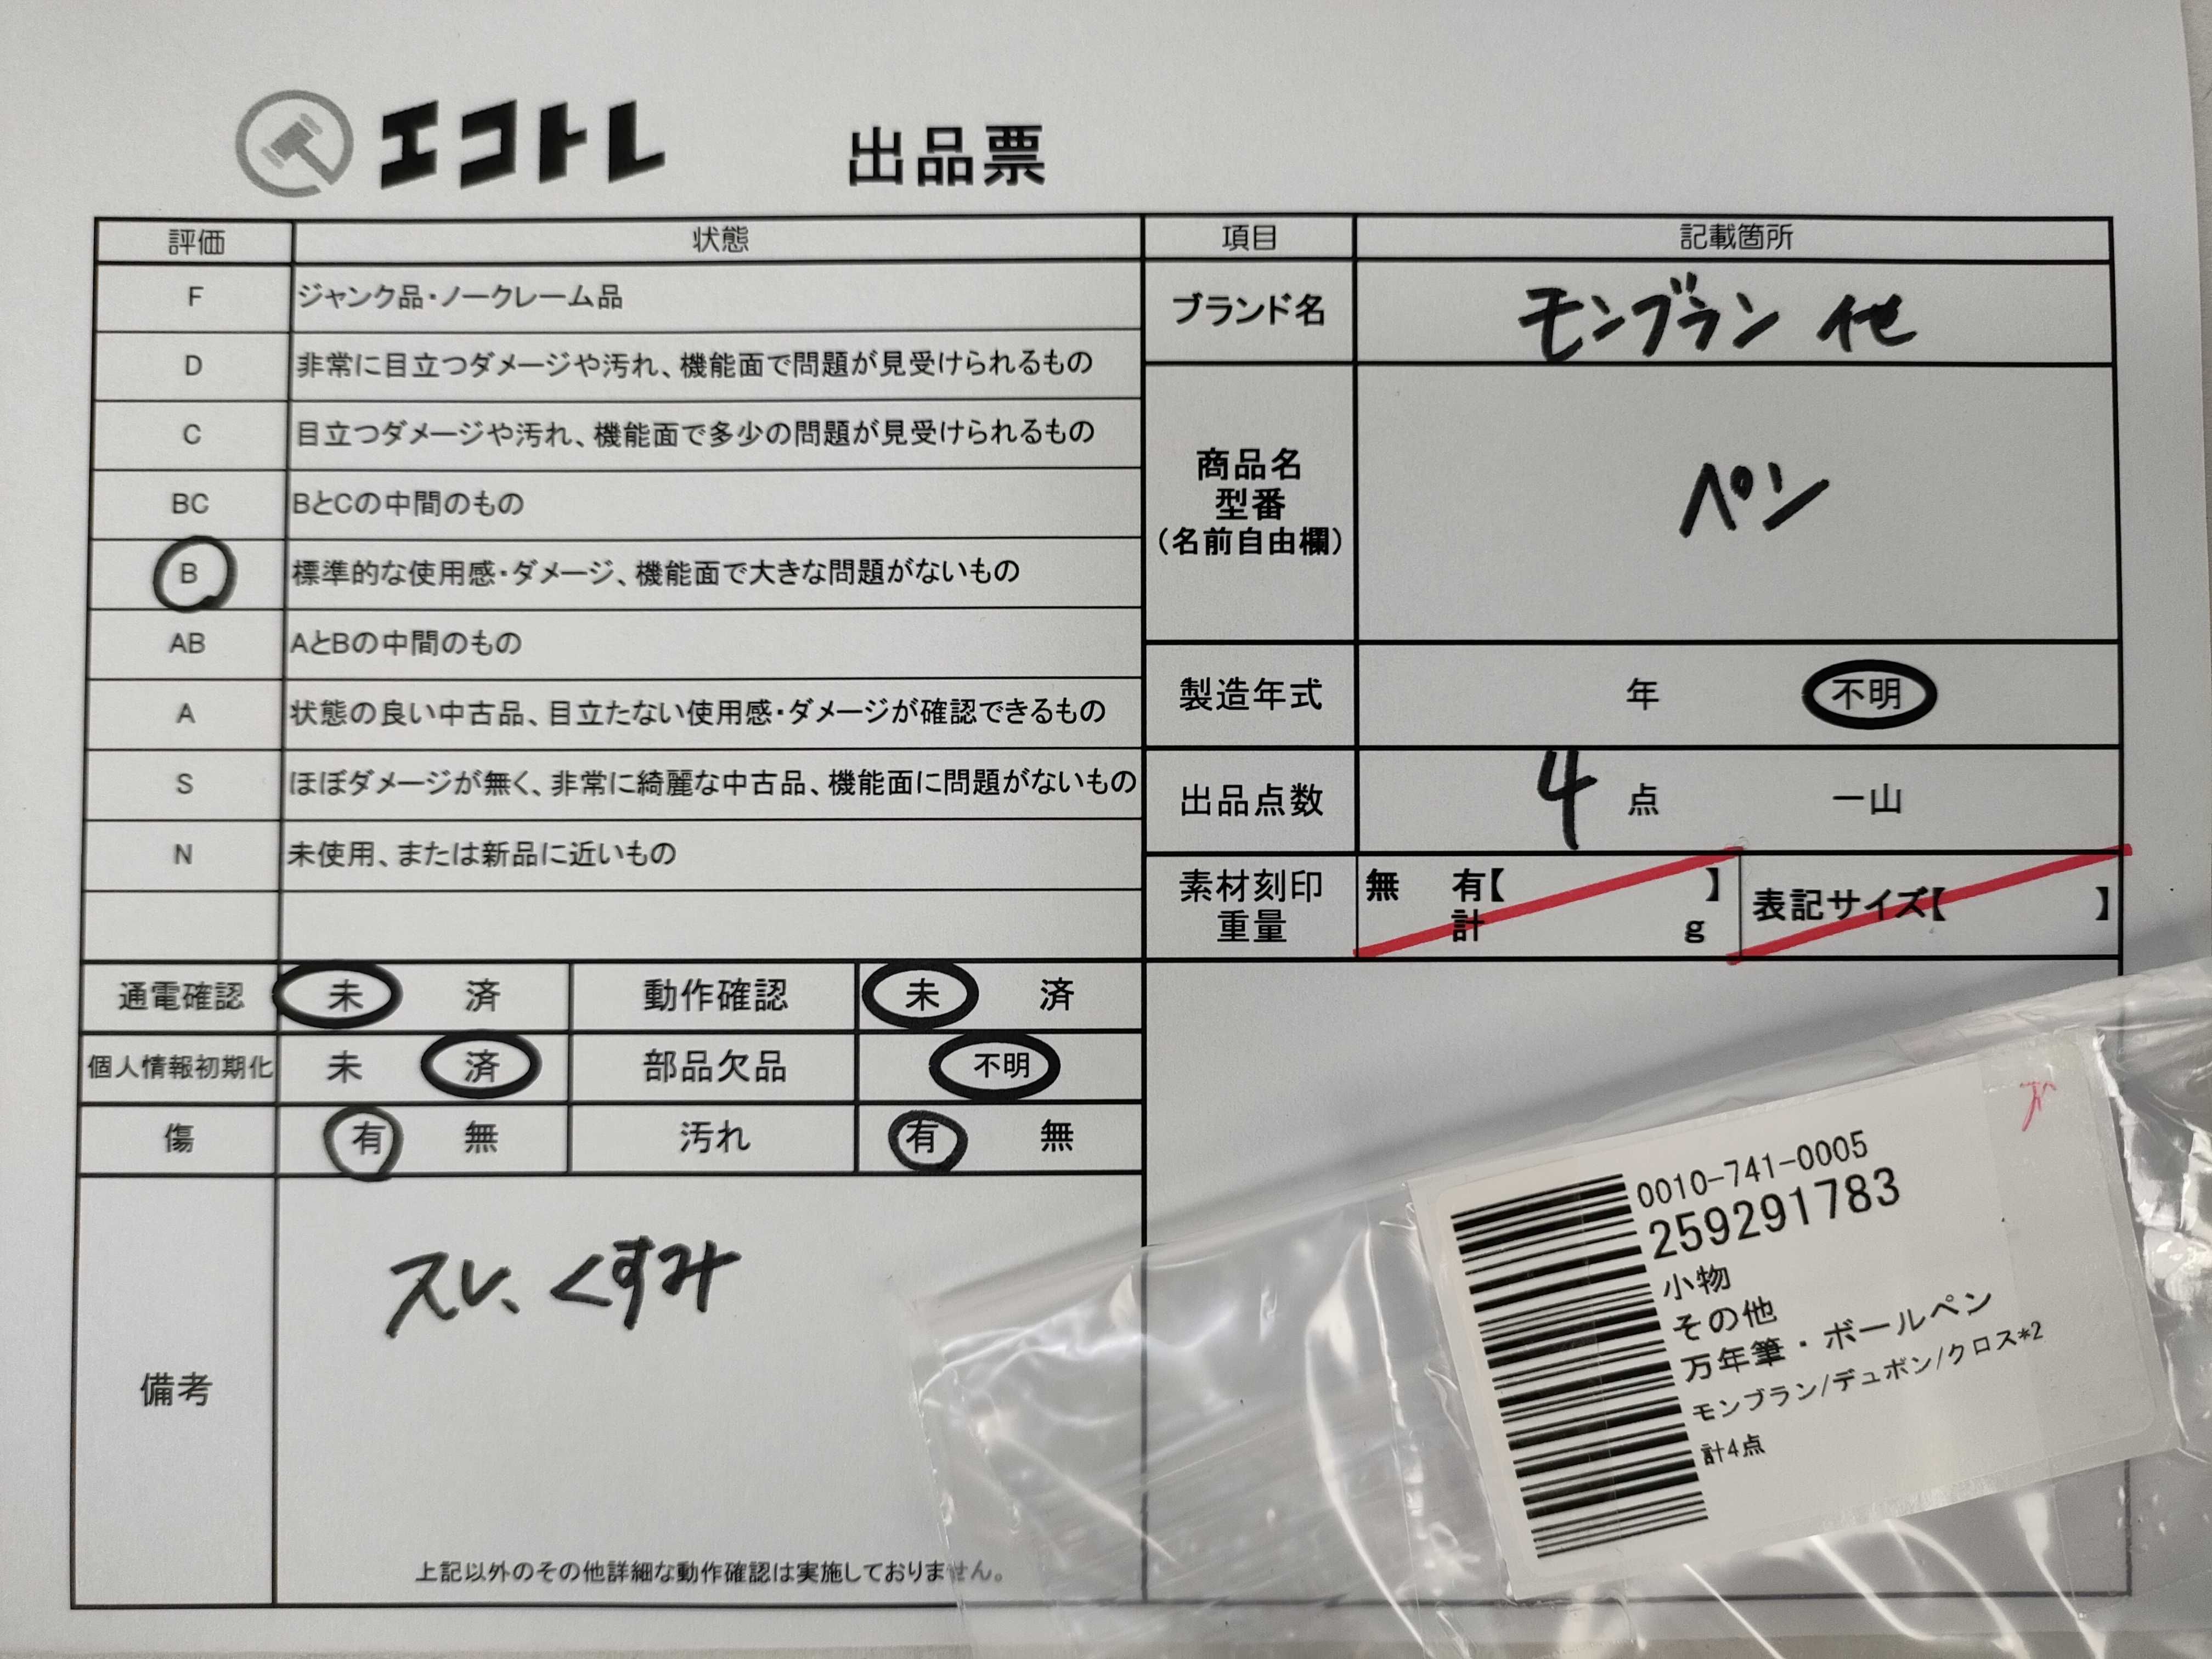 エコトレ 出品票
評価 状態
F ジャンク品・ノークレーム品
D 非常に目立つダメージや汚れ、機能面で問題が見受けられるもの
C 目立つダメージや汚れ、機能面で多少の問題が見受けられるもの
BC BとCの中間のもの
B 標準的な使用感・ダメージ、機能面で大きな問題がないもの
AB AとBの中間のもの
A 状態の良い中古品、目立たない使用感・ダメージが確認できるもの
S ほぼダメージが無く、非常に綺麗な中古品、機能面に問題がないもの
N 未使用、または新品に近いもの
項目 記載箇所
ブランド名 モンブラン 他
商品名
型番
(名前自由欄)
ペン
製造年式 年 不明
出品点数 4 点 一山
素材刻印
重量
無 有【 】
計 g
表記サイズ【 】
通電確認 未 済 動作確認 未 済
個人情報初期化 未 済 部品欠品 不明
傷 有 無 汚れ 有 無
備考
スレ、くすみ
上記以外のその他詳細な動作確認は実施しておりません。
0010-741-0005
259291783
小物
その他
万年筆・ボールペン
モンブラン/デュポン/クロス*2
計4点